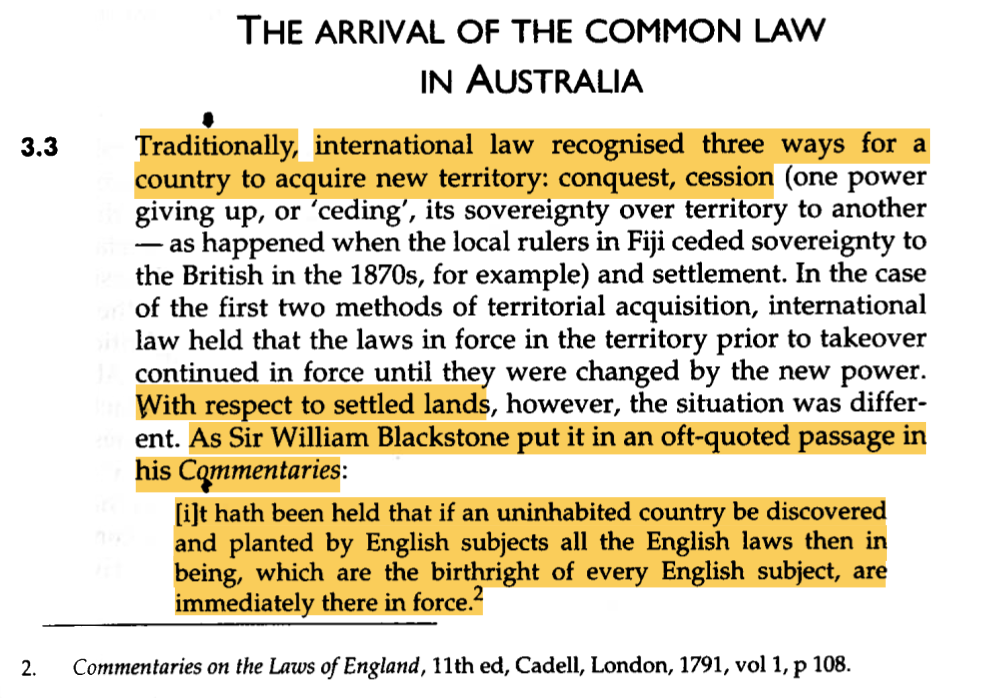 THE ARRIVAL OF THE COMMON LAW
IN AUSTRALIA
3.3 Traditionally, international law recognised three ways for a
country to acquire new territory: conquest, cession (one power
giving up, or ‘ceding’, its sovereignty over territory to another
— as happened when the local rulers in Fiji ceded sovereignty to
the British in the 1870s, for example) and settlement. In the case
of the first two methods of territorial acquisition, international
law held that the laws in force in the territory prior to takeover
continued in force until they were changed by the new power.
With respect to settled lands, however, the situation was differ-
ent. As Sir William Blackstone put it in an oft-quoted passage in
his Commentaries:
[i]t hath been held that if an uninhabited country be discovered
and planted by English subjects all the English laws then in
being, which are the birthright of every English subject, are
immediately there in force.2
2. Commentaries on the Laws of England, 11th ed, Cadell, London, 1791, vol 1, p 108.